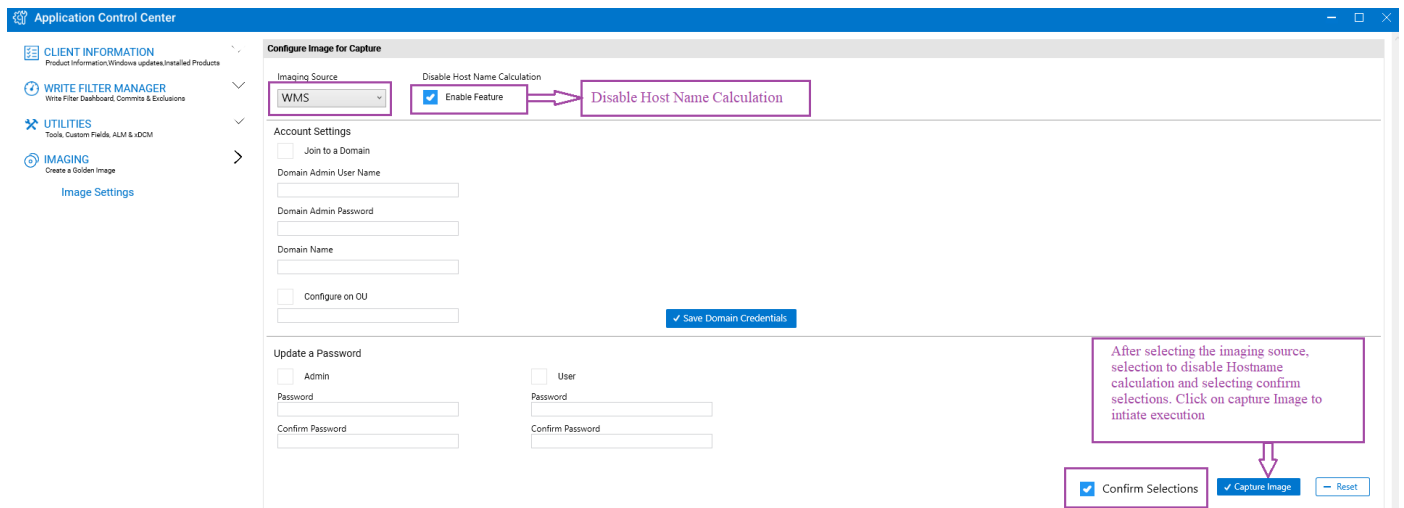 Application Control Center
CLIENT INFORMATION
Product Information,Windows updates,Installed Products
WRITE FILTER MANAGER
Write Filter Dashboard, Commits & Exclusions
UTILITIES
Tools, Custom Fields, ALM & xDCM
IMAGING
Create a Golden Image
Image Settings
Configure Image for Capture
Imaging Source
Disable Host Name Calculation
WMS
Enable Feature
Disable Host Name Calculation
Account Settings
Join to a Domain
Domain Admin User Name
Domain Admin Password
Domain Name
Configure on OU
Save Domain Credentials
Update a Password
Admin
User
Password
Password
Confirm Password
Confirm Password
After selecting the imaging source,
selection to disable Hostname
calculation and selecting confirm
selections. Click on capture Image to
intiate execution
Confirm Selections
Capture Image
Reset